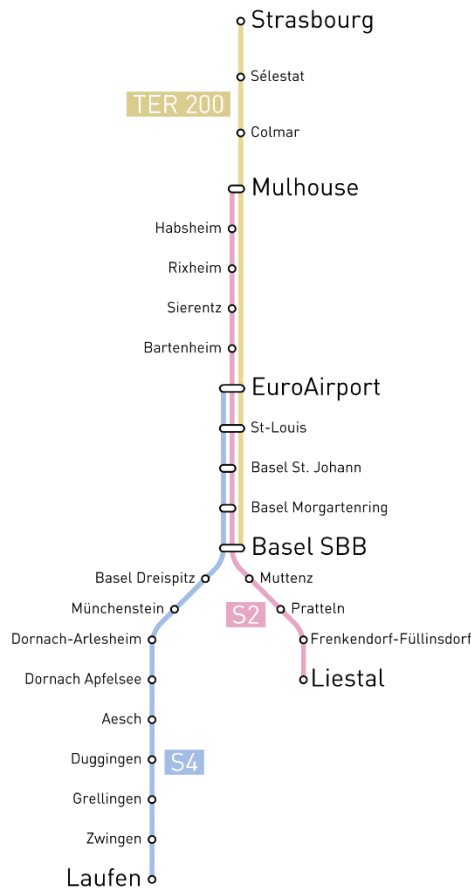 Strasbourg
Sélestat
TER 200
Colmar
Mulhouse
Habsheim
Rixheim
Sierentz
Bartenheim
EuroAirport
St-Louis
Basel St. Johann
Basel Morgartenring
Basel SBB
Basel Dreispitz
Muttenz
Münchenstein
S2
Pratteln
Dornach-Arlesheim
Frenkendorf-Füllinsdorf
Dornach Apfelsee
Liestal
Aesch
Duggingen
S4
Grellingen
Zwingen
Laufen